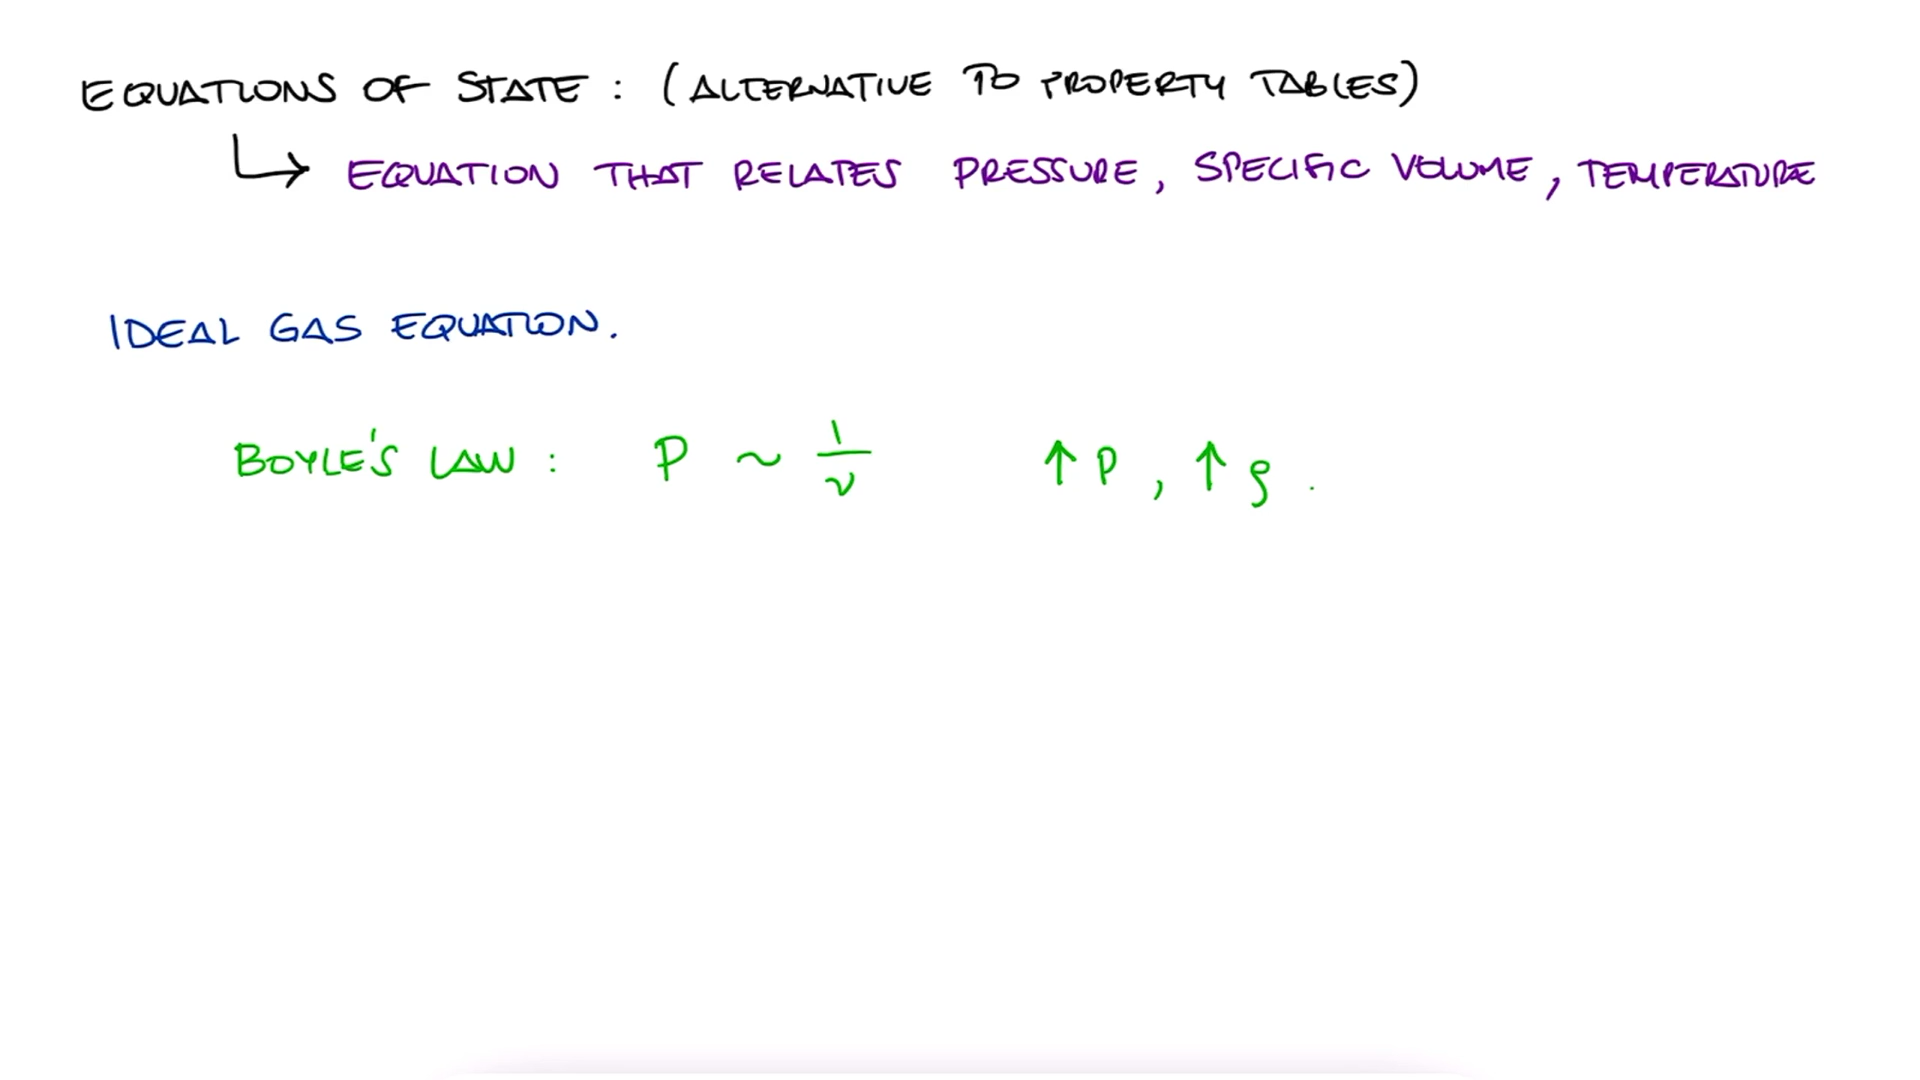 EQUATIONS OF STATE : (ALTERNATIVE TO PROPERTY TABLES)
↳ EQUATION THAT RELATES PRESSURE, SPECIFIC VOLUME, TEMPERATURE
IDEAL GAS EQUATION.
BOYLE'S LAW : P ~ 1/v ↑P, ↑ρ.